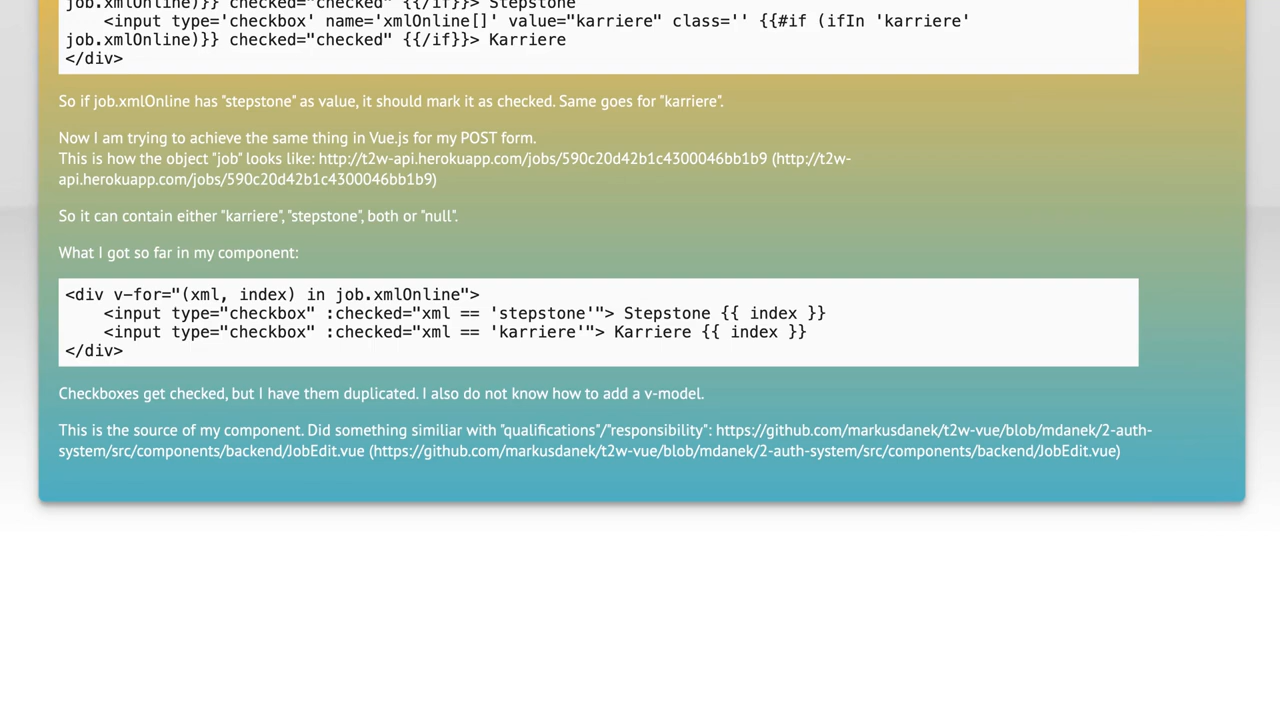 job.xmlOnline)}} checked="checked" {{/if}}> Stepstone
    <input type='checkbox' name='xmlOnline[]' value="karriere" class='' {{#if (ifIn 'karriere'
job.xmlOnline)}} checked="checked" {{/if}}> Karriere
</div>
So if job.xmlOnline has "stepstone" as value, it should mark it as checked. Same goes for "karriere".
Now I am trying to achieve the same thing in Vue.js for my POST form.
This is how the object "job" looks like: http://t2w-api.herokuapp.com/jobs/590c20d42b1c4300046bb1b9 (http://t2w-
api.herokuapp.com/jobs/590c20d42b1c4300046bb1b9)
So it can contain either "karriere", "stepstone", both or "null".
What I got so far in my component:
<div v-for="(xml, index) in job.xmlOnline">
    <input type="checkbox" :checked="xml == 'stepstone'"> Stepstone {{ index }}
    <input type="checkbox" :checked="xml == 'karriere'"> Karriere {{ index }}
</div>
Checkboxes get checked, but I have them duplicated. I also do not know how to add a v-model.
This is the source of my component. Did something similiar with "qualifications"/"responsibility": https://github.com/markusdanek/t2w-vue/blob/mdanek/2-auth-
system/src/components/backend/JobEdit.vue (https://github.com/markusdanek/t2w-vue/blob/mdanek/2-auth-system/src/components/backend/JobEdit.vue)